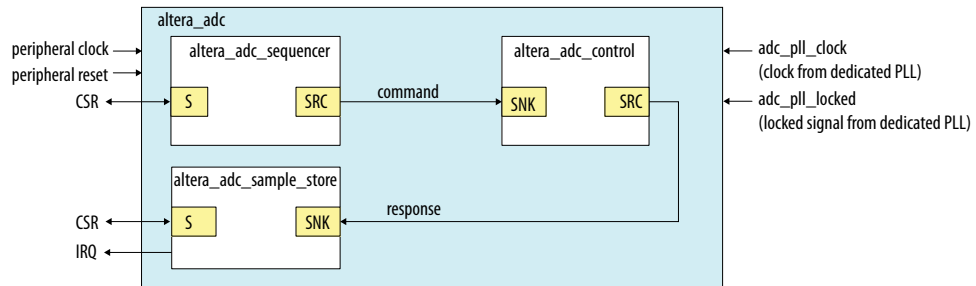 altera_adc
peripheral clock
peripheral reset
CSR
altera_adc_sequencer
S
SRC
command
altera_adc_control
SNK
SRC
adc_pll_clock
(clock from dedicated PLL)
adc_pll_locked
(locked signal from dedicated PLL)
altera_adc_sample_store
CSR
S
SNK
response
IRQ